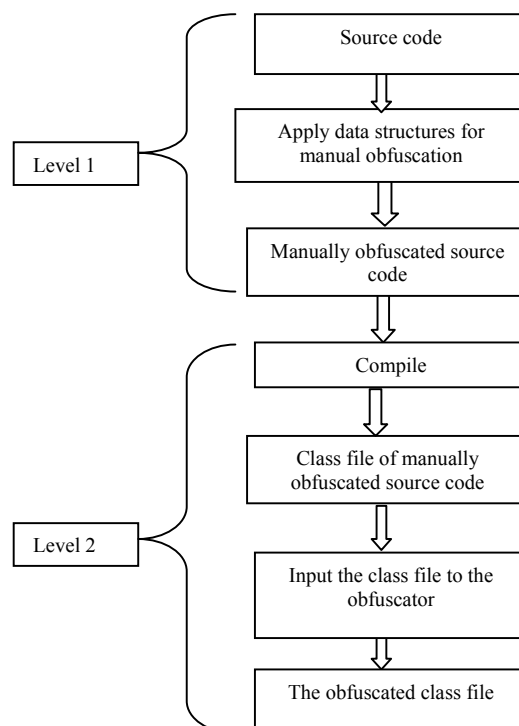 Source code
Apply data structures for
manual obfuscation
Level 1
Manually obfuscated source
code
Compile
Class file of manually
obfuscated source code
Level 2
Input the class file to the
obfuscator
The obfuscated class file